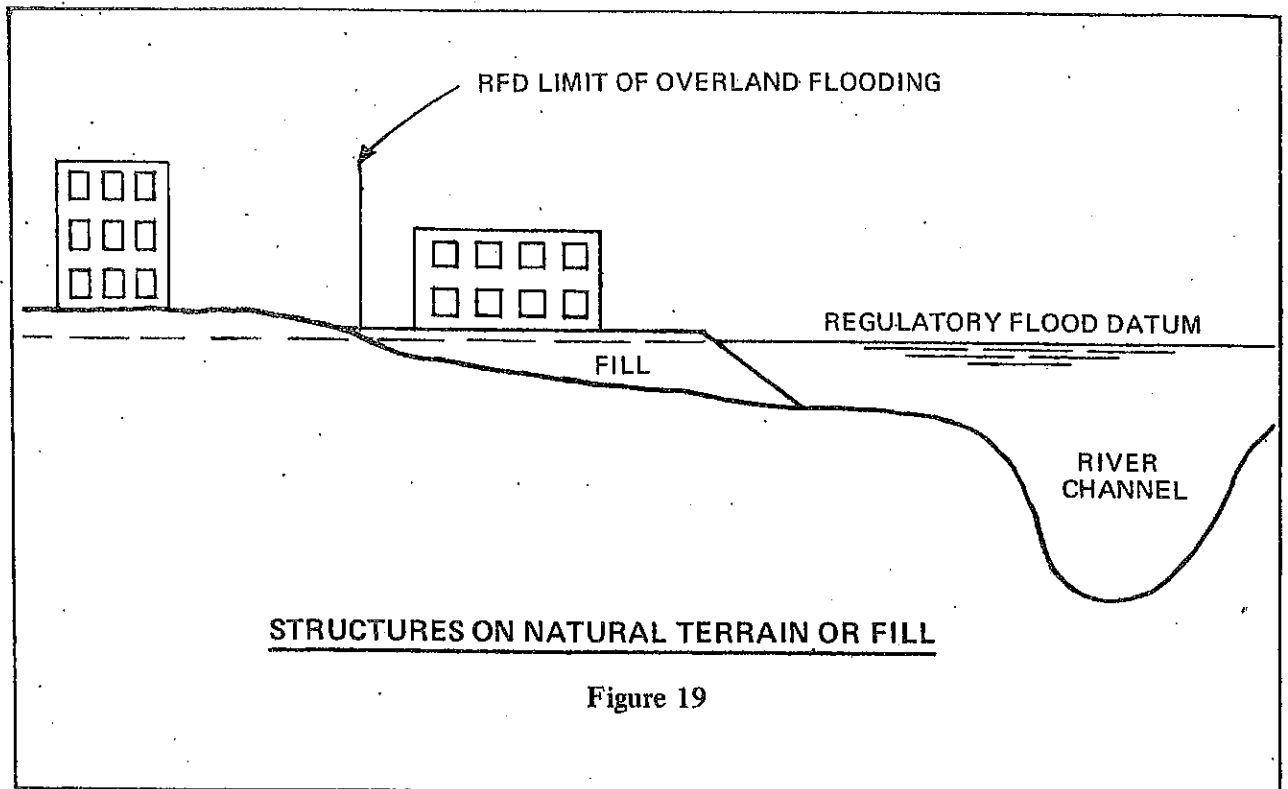 RFD LIMIT OF OVERLAND FLOODING
REGULATORY FLOOD DATUM
FILL
RIVER
CHANNEL
STRUCTURES ON NATURAL TERRAIN OR FILL
Figure 19